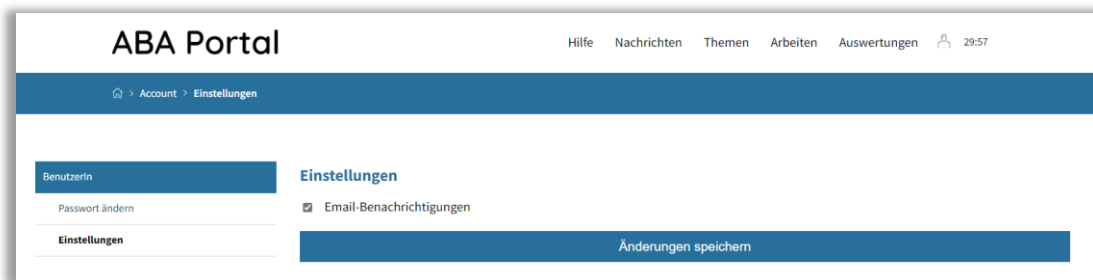 ABA Portal
Hilfe Nachrichten Themen Arbeiten Auswertungen 29:57
> Account > Einstellungen
BenutzerIn
Passwort ändern
Einstellungen
Einstellungen
Email-Benachrichtigungen
Änderungen speichern